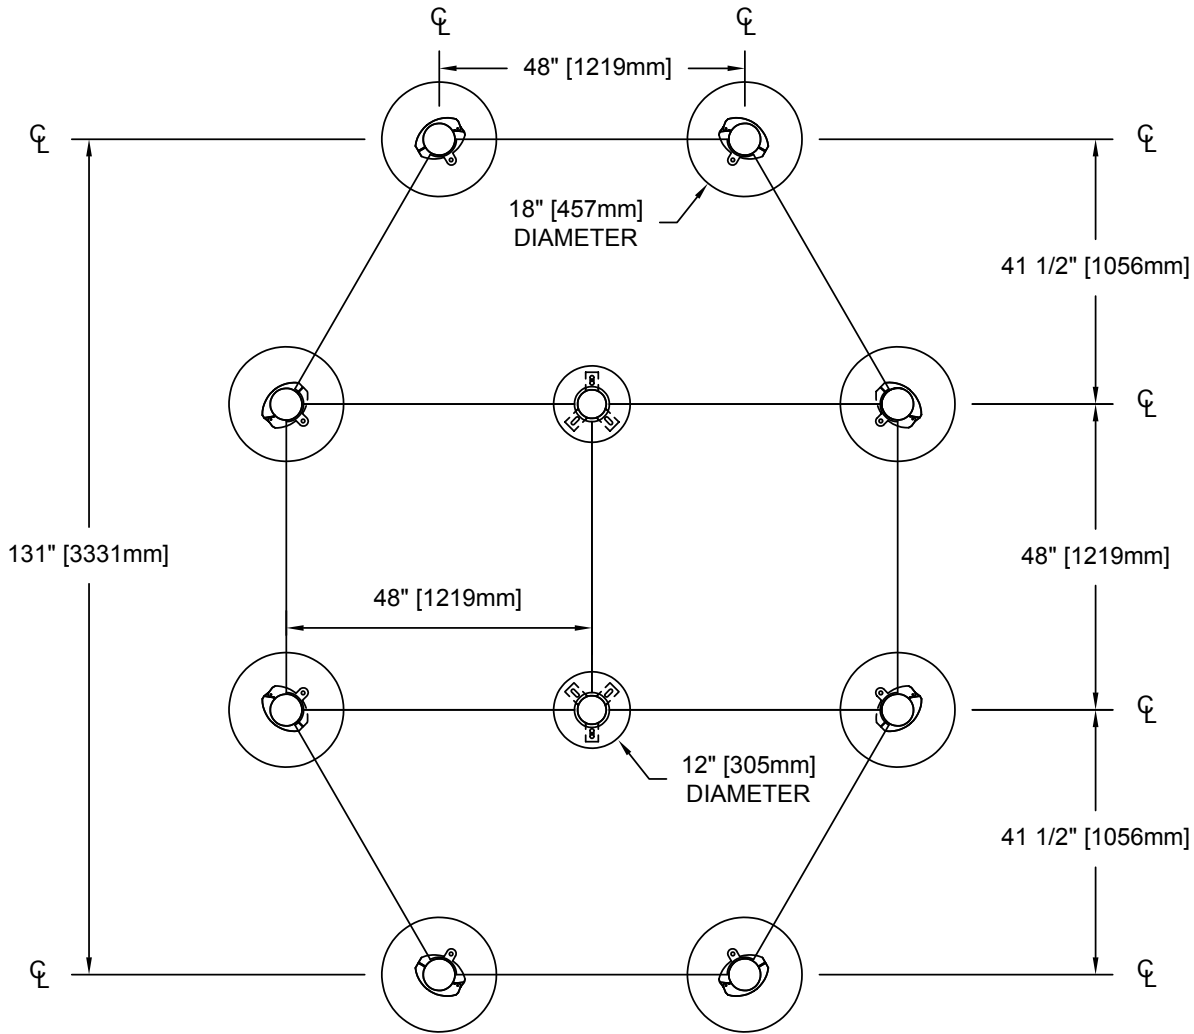 ℄ ℄
48" [1219mm]
℄ ℄
18" [457mm]
DIAMETER
41 1/2" [1056mm]
℄
131" [3331mm]
48" [1219mm]
48" [1219mm]
℄
12" [305mm]
DIAMETER
41 1/2" [1056mm]
℄ ℄